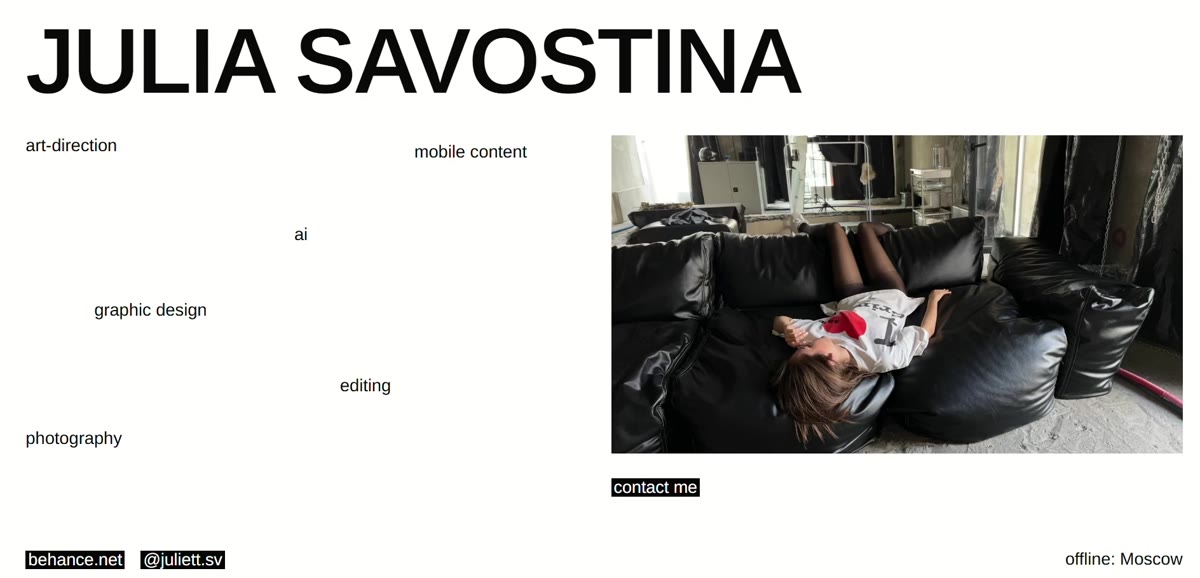 JULIA SAVOSTINA
art-direction
mobile content
ai
graphic design
editing
photography
contact me
behance.net
@juliett.sv
offline: Moscow